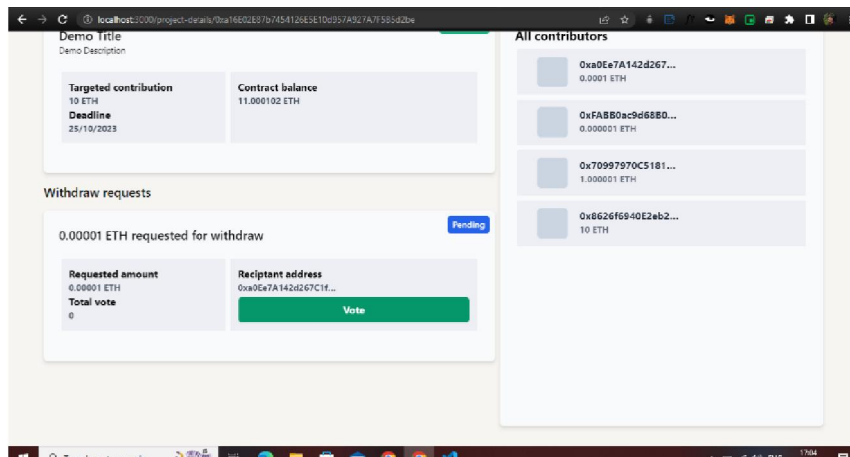 localhost:3000/project-details/0xa16E02E87b7454126E5E10d957A927A7F585d2be
Demo Title
Demo Description
Targeted contribution
10 ETH
Deadline
25/10/2023
Contract balance
11.000102 ETH
Withdraw requests
Pending
0.00001 ETH requested for withdraw
Requested amount
0.00001 ETH
Total vote
0
Reciptant address
0xa0Ee7A142d267C1f...
Vote
All contributors
0xa0Ee7A142d267...
0.0001 ETH
0xFABB0ac9d68B0...
0.000001 ETH
0x70997970C5181...
1.000001 ETH
0x8626f6940E2eb2...
10 ETH
17:04